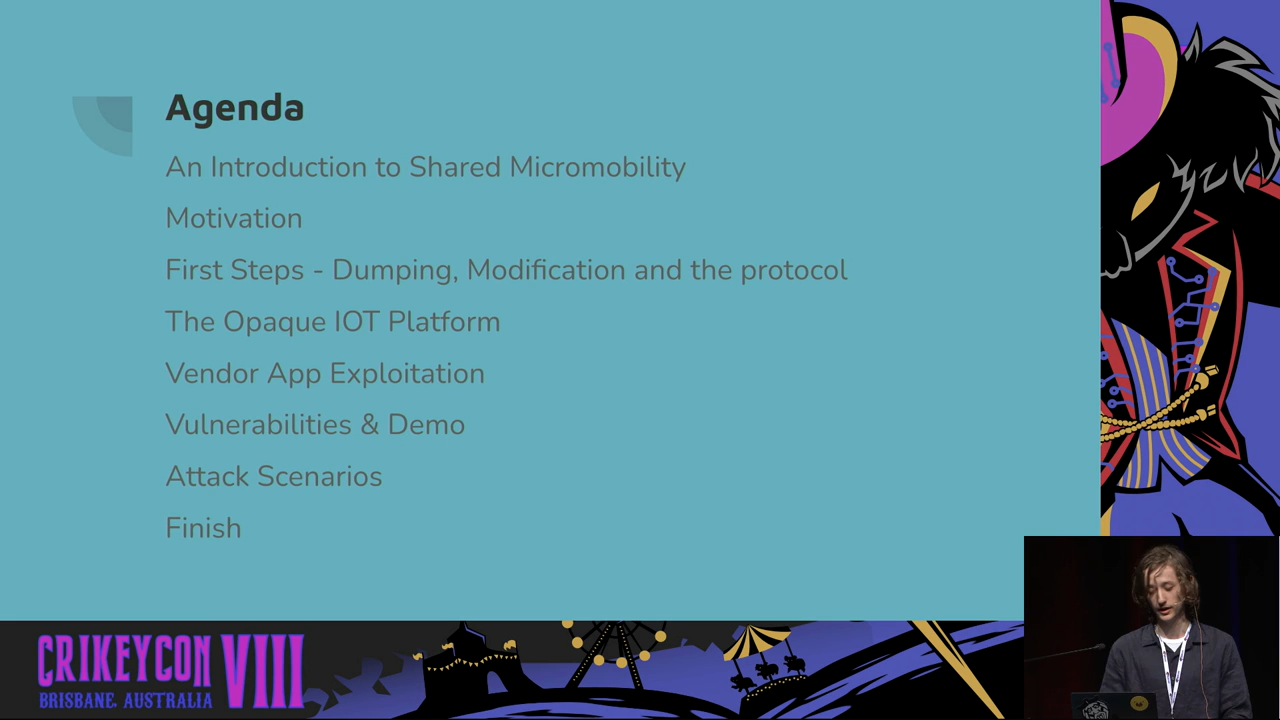 Agenda
An Introduction to Shared Micromobility
Motivation
First Steps - Dumping, Modification and the protocol
The Opaque IOT Platform
Vendor App Exploitation
Vulnerabilities & Demo
Attack Scenarios
Finish
CRIKEYCON VIII
BRISBANE, AUSTRALIA